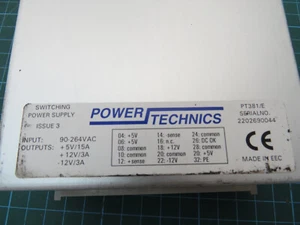 SWITCHING
POWER SUPPLY
ISSUE 3
POWER TECHNICS
PT391/E
SERIALNO.
2202690044
INPUT: 90-264VAC
OUTPUTS: +5V/15A
+12V/3A
-12V/3A
04: +5V 14: -sense 24: common
06: +5V 16: n.c. 26: DC OK
08: common 18: +12V 28: common
10: common 20: common 30: +5V
12: +sense 22: -12V 32: PE
CE
MADE IN EEC